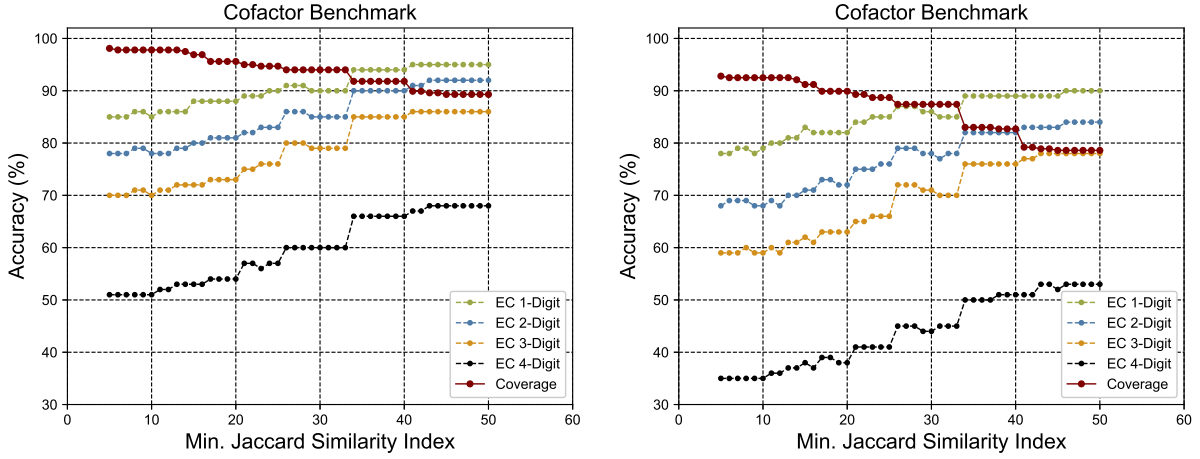 Cofactor Benchmark
100
90
80
70
60
50
40
30
0
10
20
30
40
50
60
Accuracy (%)
Min. Jaccard Similarity Index
EC 1-Digit
EC 2-Digit
EC 3-Digit
EC 4-Digit
Coverage
Cofactor Benchmark
100
90
80
70
60
50
40
30
0
10
20
30
40
50
60
Accuracy (%)
Min. Jaccard Similarity Index
EC 1-Digit
EC 2-Digit
EC 3-Digit
EC 4-Digit
Coverage